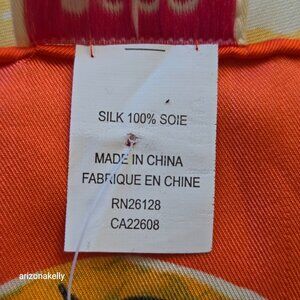 SILK 100% SOIE
MADE IN CHINA
FABRIQUE EN CHINE
RN26128
CA22608
arizonakelly